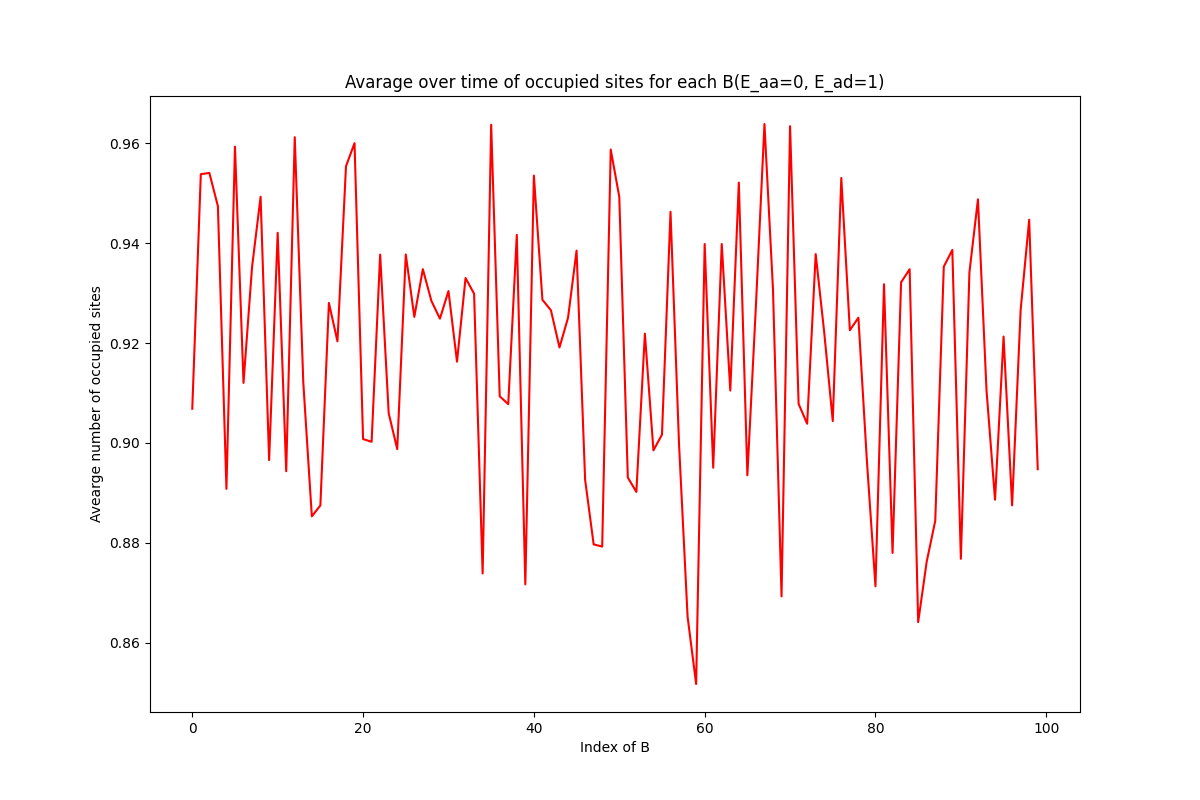 Avarage over time of occupied sites for each B(E_aa=0, E_ad=1)
0.96
0.94
0.92
0.90
0.88
0.86
Avearge number of occupied sites
0 20 40 60 80 100
Index of B